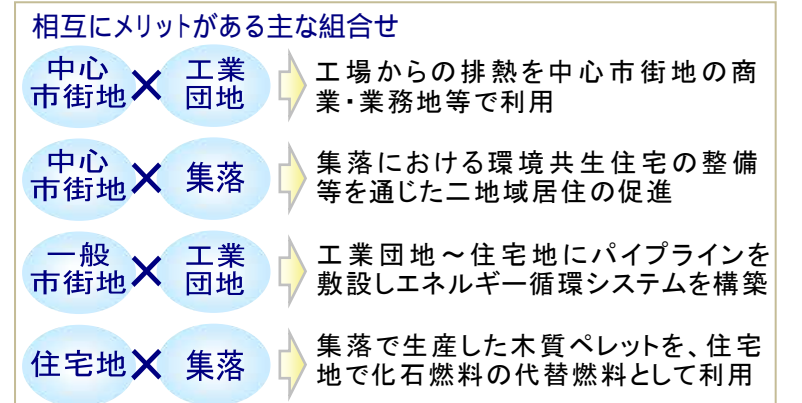 相互にメリットがある主な組合せ
中心
市街地
×
工業
団地
工場からの排熱を中心市街地の商
業・業務地等で利用
中心
市街地
×
集落
集落における環境共生住宅の整備
等を通じた二地域居住の促進
一般
市街地
×
工業
団地
工業団地～住宅地にパイプラインを
敷設しエネルギー循環システムを構築
住宅地
×
集落
集落で生産した木質ペレットを、住宅
地で化石燃料の代替燃料として利用